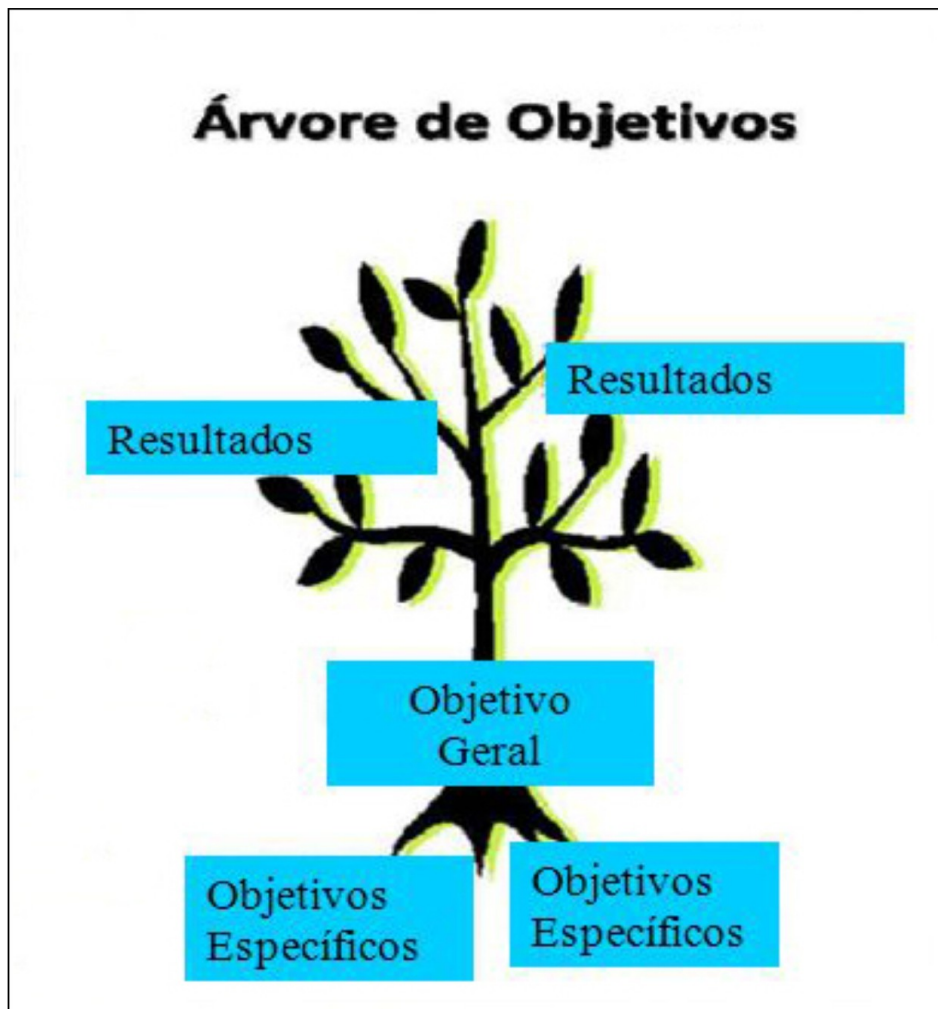 Árvore de Objetivos
Resultados
Resultados
Objetivo
Geral
Objetivos
Específicos
Objetivos
Específicos